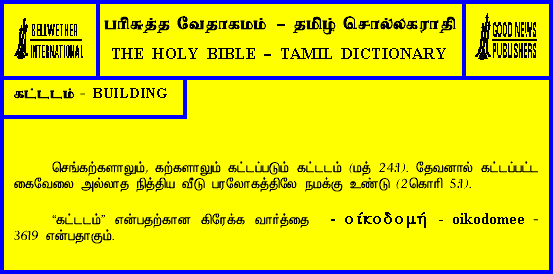 BELLWETHER
INTERNATIONAL
பரிசுத்த வேதாகமம் – தமிழ் சொல்லகராதி
THE HOLY BIBLE – TAMIL DICTIONARY
GOOD NEWS
PUBLISHERS
கட்டடம் - BUILDING
செங்கற்களாலும், கற்களாலும் கட்டப்படும் கட்டடம் (மத் 24:1). தேவனால் கட்டப்பட்ட
கைவேலை அல்லாத நித்திய வீடு பரலோகத்திலே நமக்கு உண்டு (2கொரி 5:1).
“கட்டடம்” என்பதற்கான கிரேக்க வார்த்தை - οἰκοδομή - oikodomee -
3619 என்பதாகும்.